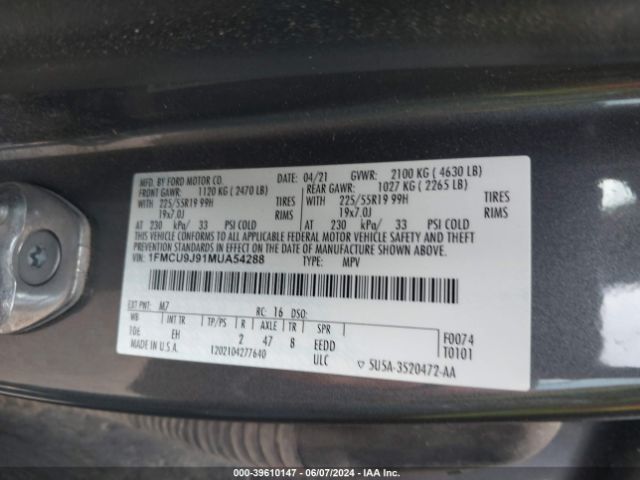 MFD. BY FORD MOTOR CO. DATE: 04/21 GVWR: 2100 KG ( 4630 LB)
FRONT GAWR: 1120 KG ( 2470 LB) REAR GAWR: 1027 KG ( 2265 LB)
WITH 225/55R19 99H TIRES WITH 225/55R19 99H TIRES
19x7.0J RIMS 19x7.0J RIMS
AT 230 kPa/ 33 PSI COLD AT 230 kPa/ 33 PSI COLD
THIS VEHICLE CONFORMS TO ALL APPLICABLE FEDERAL MOTOR VEHICLE SAFETY AND THEFT
PREVENTION STANDARDS IN EFFECT ON THE DATE OF MANUFACTURE SHOWN ABOVE.
VIN: 1FMCU9J91MUA54288 TYPE: MPV
EXT PNT: M7 RC: 16 DSO:
WB INT TR TP/PS R AXLE TR SPR
106 EH 2 47 8 EEDD F0074
MADE IN U.S.A. 1202104277640 ULC T0101
5U5A-3520472-AA
000-39610147 - 06/07/2024 - IAA Inc.